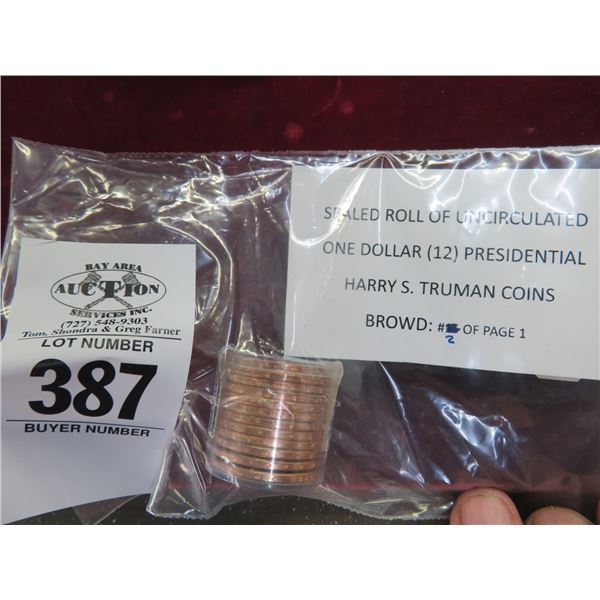 BAY AREA
AUCTION
SERVICES INC.
(727) 548-9303
Tom, Shondra & Greg Farner
LOT NUMBER
387
BUYER NUMBER
SEALED ROLL OF UNCIRCULATED
ONE DOLLAR (12) PRESIDENTIAL
HARRY S. TRUMAN COINS
BROWD: # OF PAGE 1
2